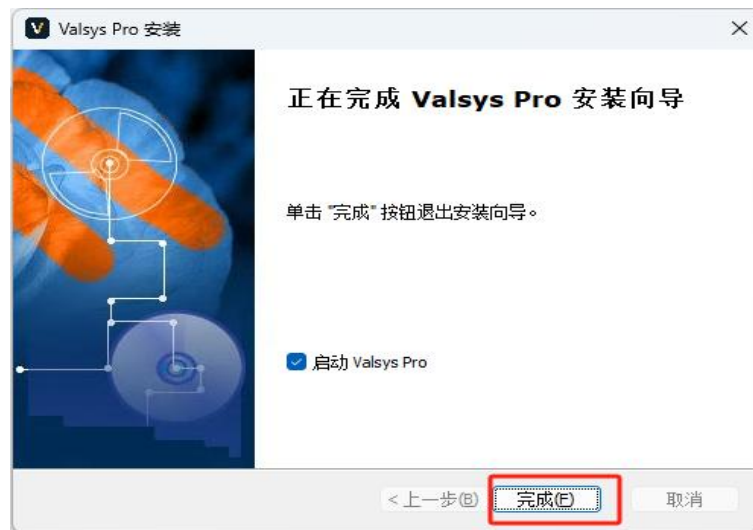 Valsys Pro 安装
正在完成 Valsys Pro 安装向导
单击 "完成" 按钮退出安装向导。
启动 Valsys Pro
<上一步(B)
完成(F)
取消